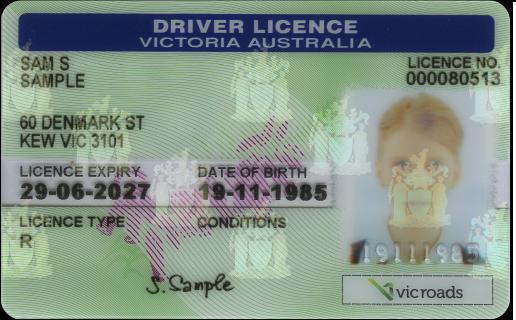 DRIVER LICENCE
VICTORIA AUSTRALIA
SAM S
SAMPLE
LICENCE NO.
000080513
60 DENMARK ST
KEW VIC 3101
LICENCE EXPIRY
29-06-2027
DATE OF BIRTH
19-11-1985
LICENCE TYPE
R
CONDITIONS
19111985
S. Sample
vicroads